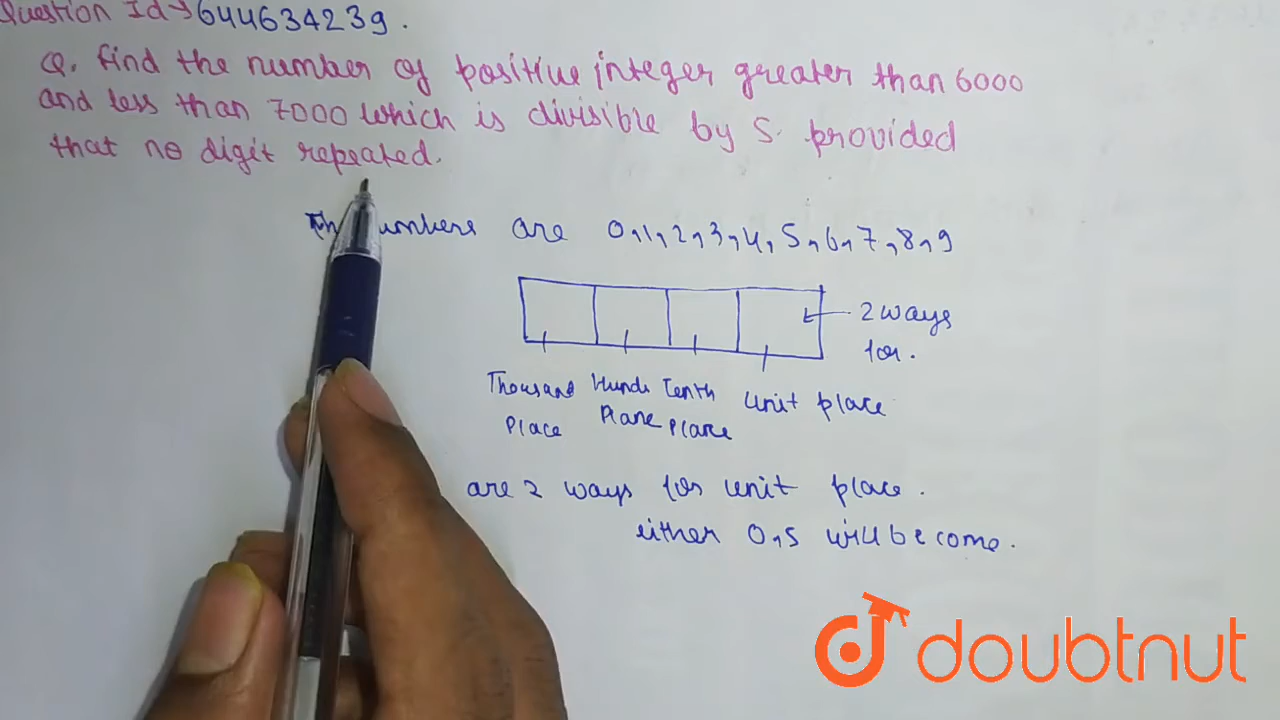 Question Id → 644634239.
Q. find the number of positive integer greater than 6000
and less than 7000 which is divisible by 5. provided
that no digit repeated.
numbers are 0,1,2,3,4,5,6,7,8,9
2 ways
for.
Thousand Hund Tenth unit place
Place Plane place
are 2 ways for unit place.
either 0,5 will become.
doubtnut